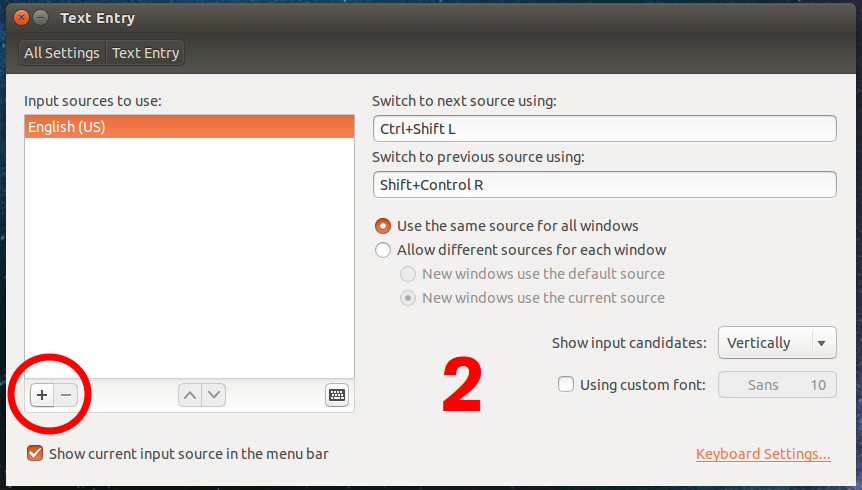 Text Entry
All Settings Text Entry
Input sources to use:
English (US)
Switch to next source using:
Ctrl+Shift L
Switch to previous source using:
Shift+Control R
Use the same source for all windows
Allow different sources for each window
New windows use the default source
New windows use the current source
Show input candidates: Vertically
Using custom font: Sans 10
2
Show current input source in the menu bar
Keyboard Settings...